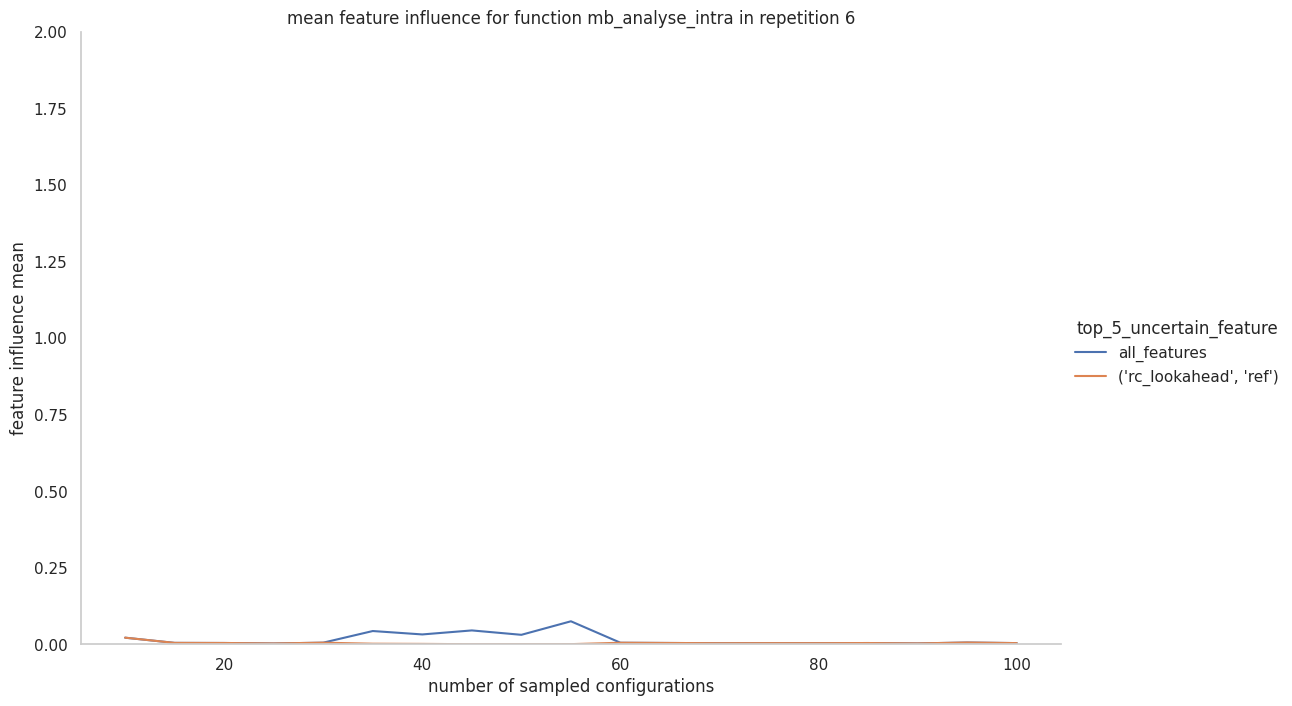 mean feature influence for function mb_analyse_intra in repetition 6
2.00
1.75
1.50
1.25
1.00
0.75
0.50
0.25
0.00
feature influence mean
20
40
60
80
100
number of sampled configurations
top_5_uncertain_feature
all_features
('rc_lookahead', 'ref')